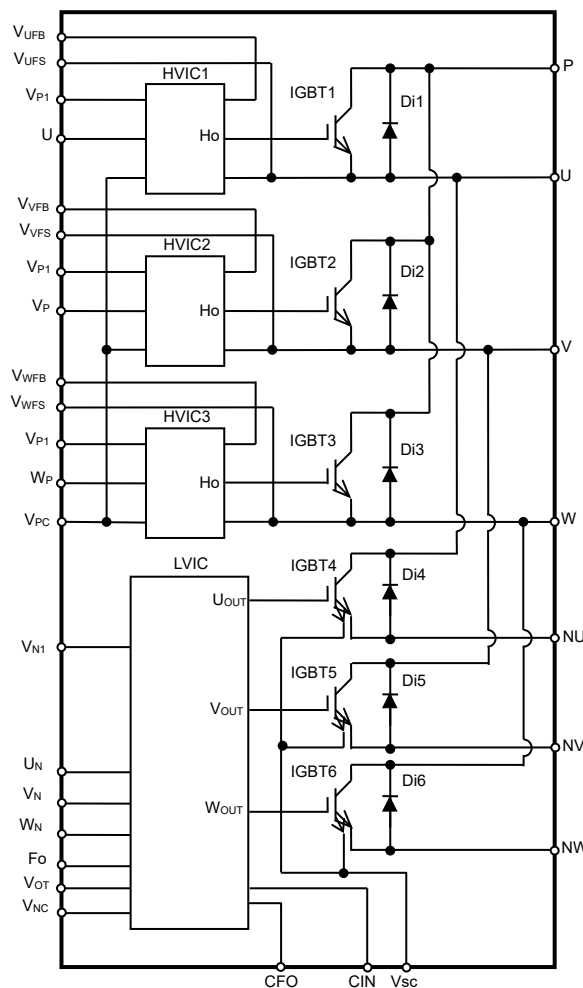 VUFB
VUFS
HVIC1
P
VP1
IGBT1
Di1
U
Ho
U
VVFB
VVFS
HVIC2
VP1
IGBT2
Di2
VP
Ho
V
VWFB
VWFS
HVIC3
VP1
IGBT3
Di3
WP
Ho
VPC
W
LVIC
IGBT4
Di4
UOUT
NU
VN1
IGBT5
Di5
VOUT
NV
UN
IGBT6
Di6
VN
WOUT
WN
NW
Fo
VOT
VNC
CFO
CIN
Vsc